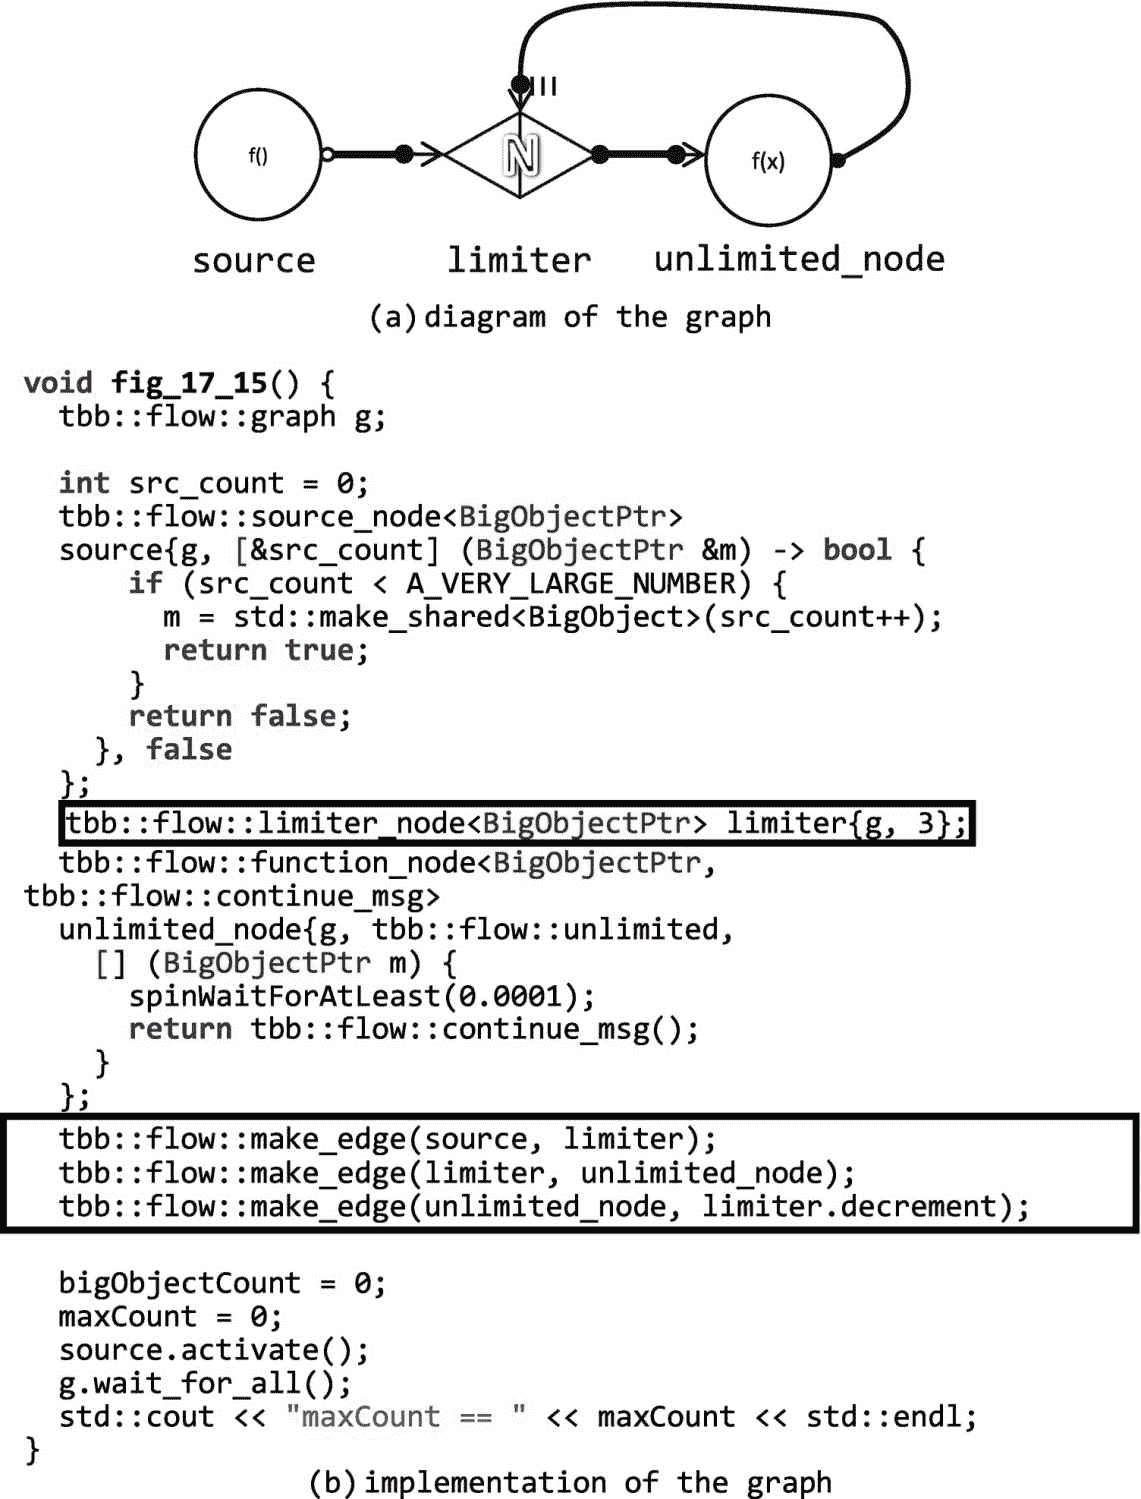 f()
N
f(x)
source limiter unlimited_node
(a) diagram of the graph
void fig_17_15() {
  tbb::flow::graph g;

  int src_count = 0;
  tbb::flow::source_node<BigObjectPtr>
  source{g, [&src_count] (BigObjectPtr &m) -> bool {
      if (src_count < A_VERY_LARGE_NUMBER) {
        m = std::make_shared<BigObject>(src_count++);
        return true;
      }
      return false;
    }, false
  };
  tbb::flow::limiter_node<BigObjectPtr> limiter{g, 3};
  tbb::flow::function_node<BigObjectPtr,
tbb::flow::continue_msg>
  unlimited_node{g, tbb::flow::unlimited,
    [] (BigObjectPtr m) {
      spinWaitForAtLeast(0.0001);
      return tbb::flow::continue_msg();
    }
  };
  tbb::flow::make_edge(source, limiter);
  tbb::flow::make_edge(limiter, unlimited_node);
  tbb::flow::make_edge(unlimited_node, limiter.decrement);

  bigObjectCount = 0;
  maxCount = 0;
  source.activate();
  g.wait_for_all();
  std::cout << "maxCount == " << maxCount << std::endl;
}
(b) implementation of the graph